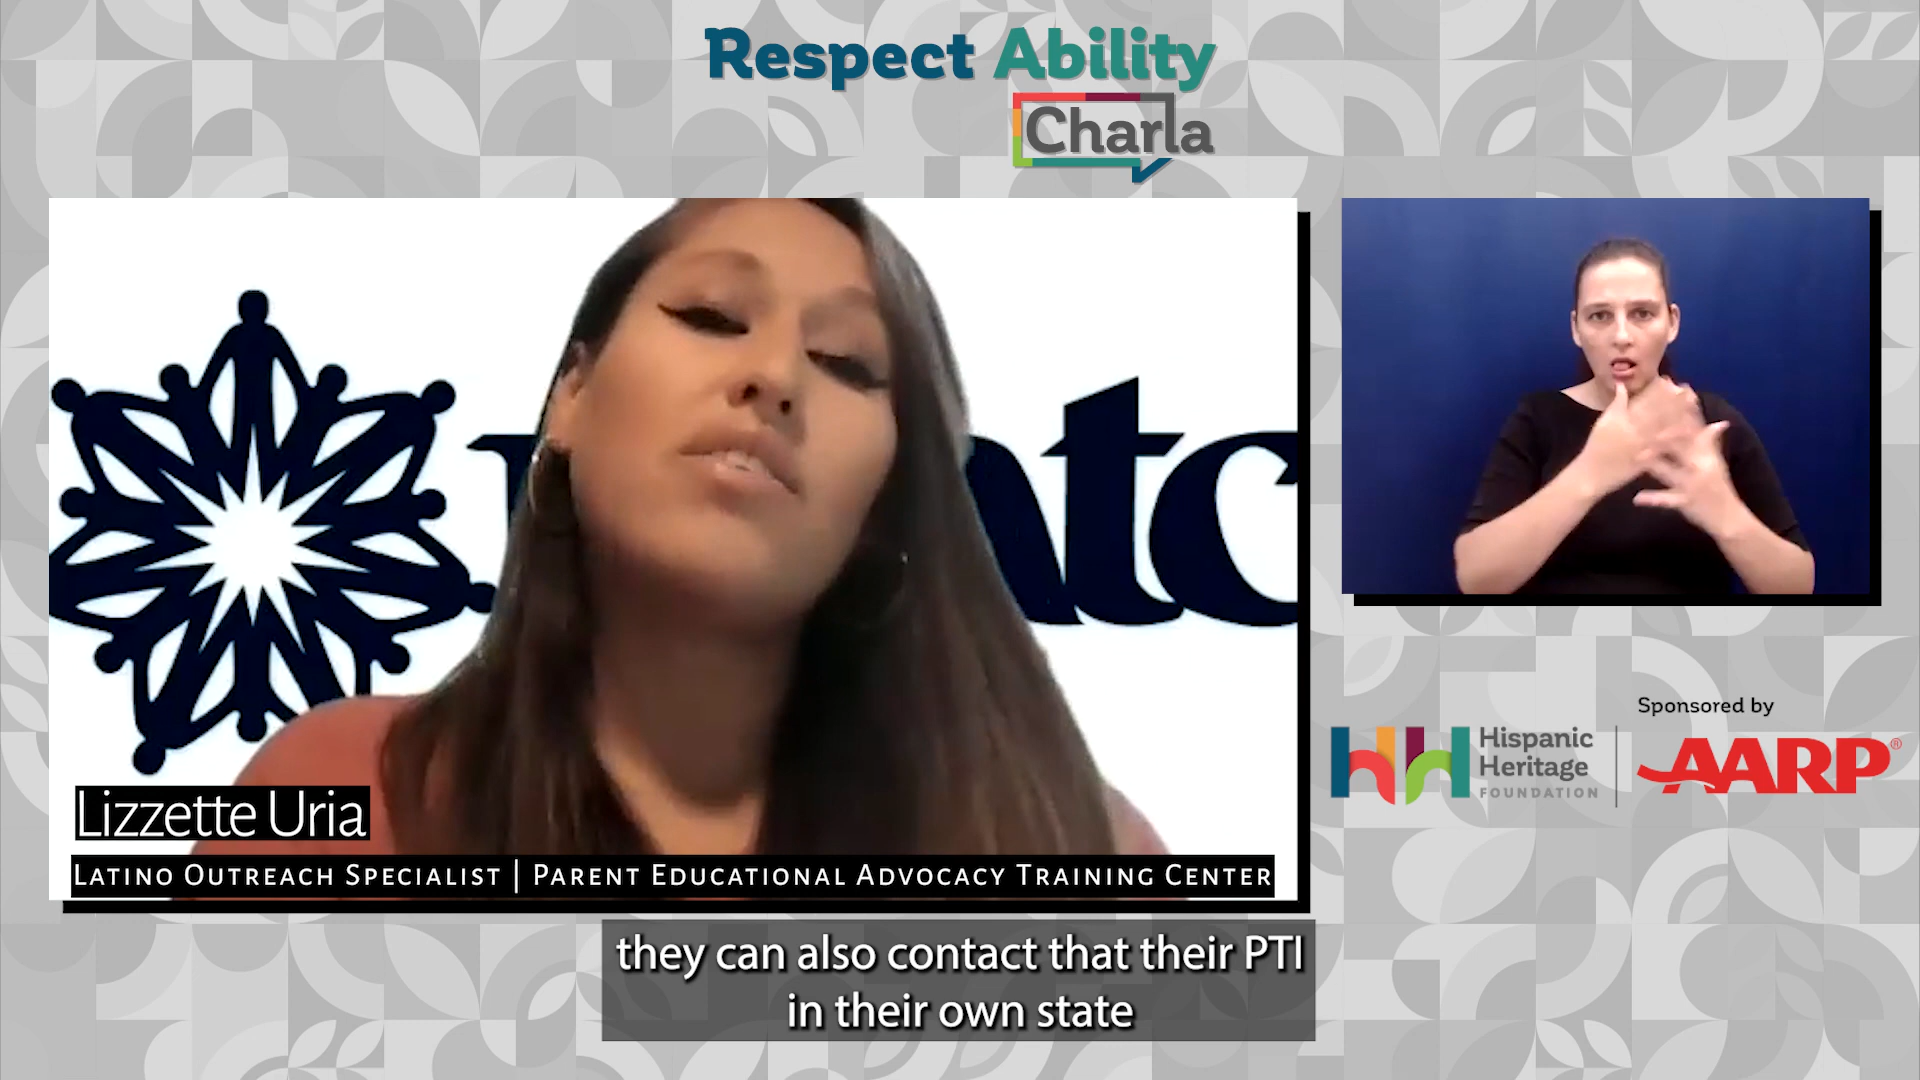 Respect Ability
Charla
Lizzette Uria
Latino Outreach Specialist | Parent Educational Advocacy Training Center
Sponsored by
Hispanic
Heritage
FOUNDATION
AARP®
they can also contact that their PTI
in their own state